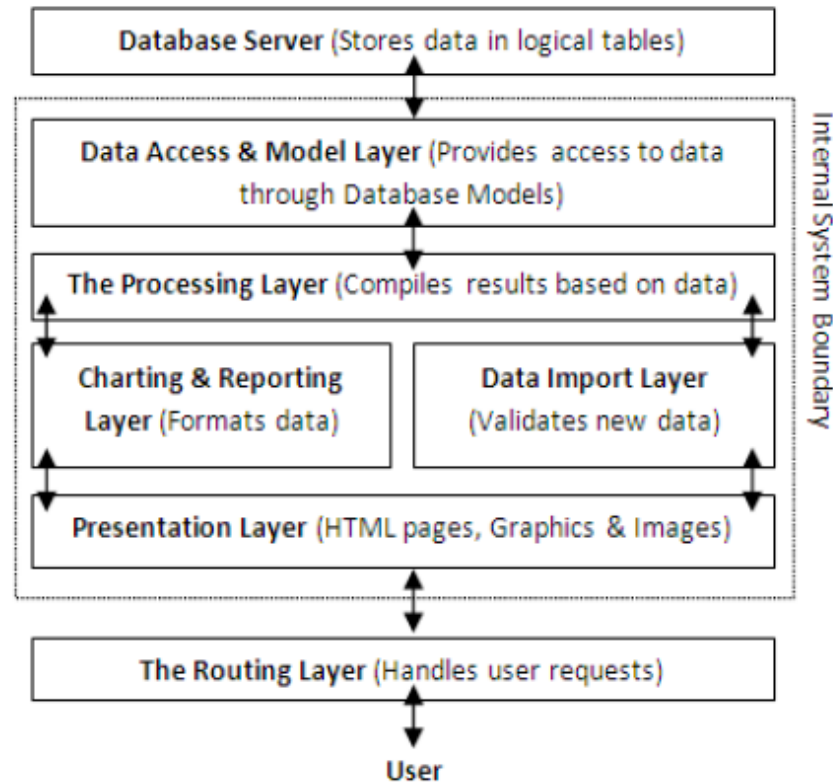 Database Server (Stores data in logical tables)
Data Access & Model Layer (Provides access to data
through Database Models)
The Processing Layer (Compiles results based on data)
Charting & Reporting
Layer (Formats data)
Data Import Layer
(Validates new data)
Presentation Layer (HTML pages, Graphics & Images)
Internal System Boundary
The Routing Layer (Handles user requests)
User